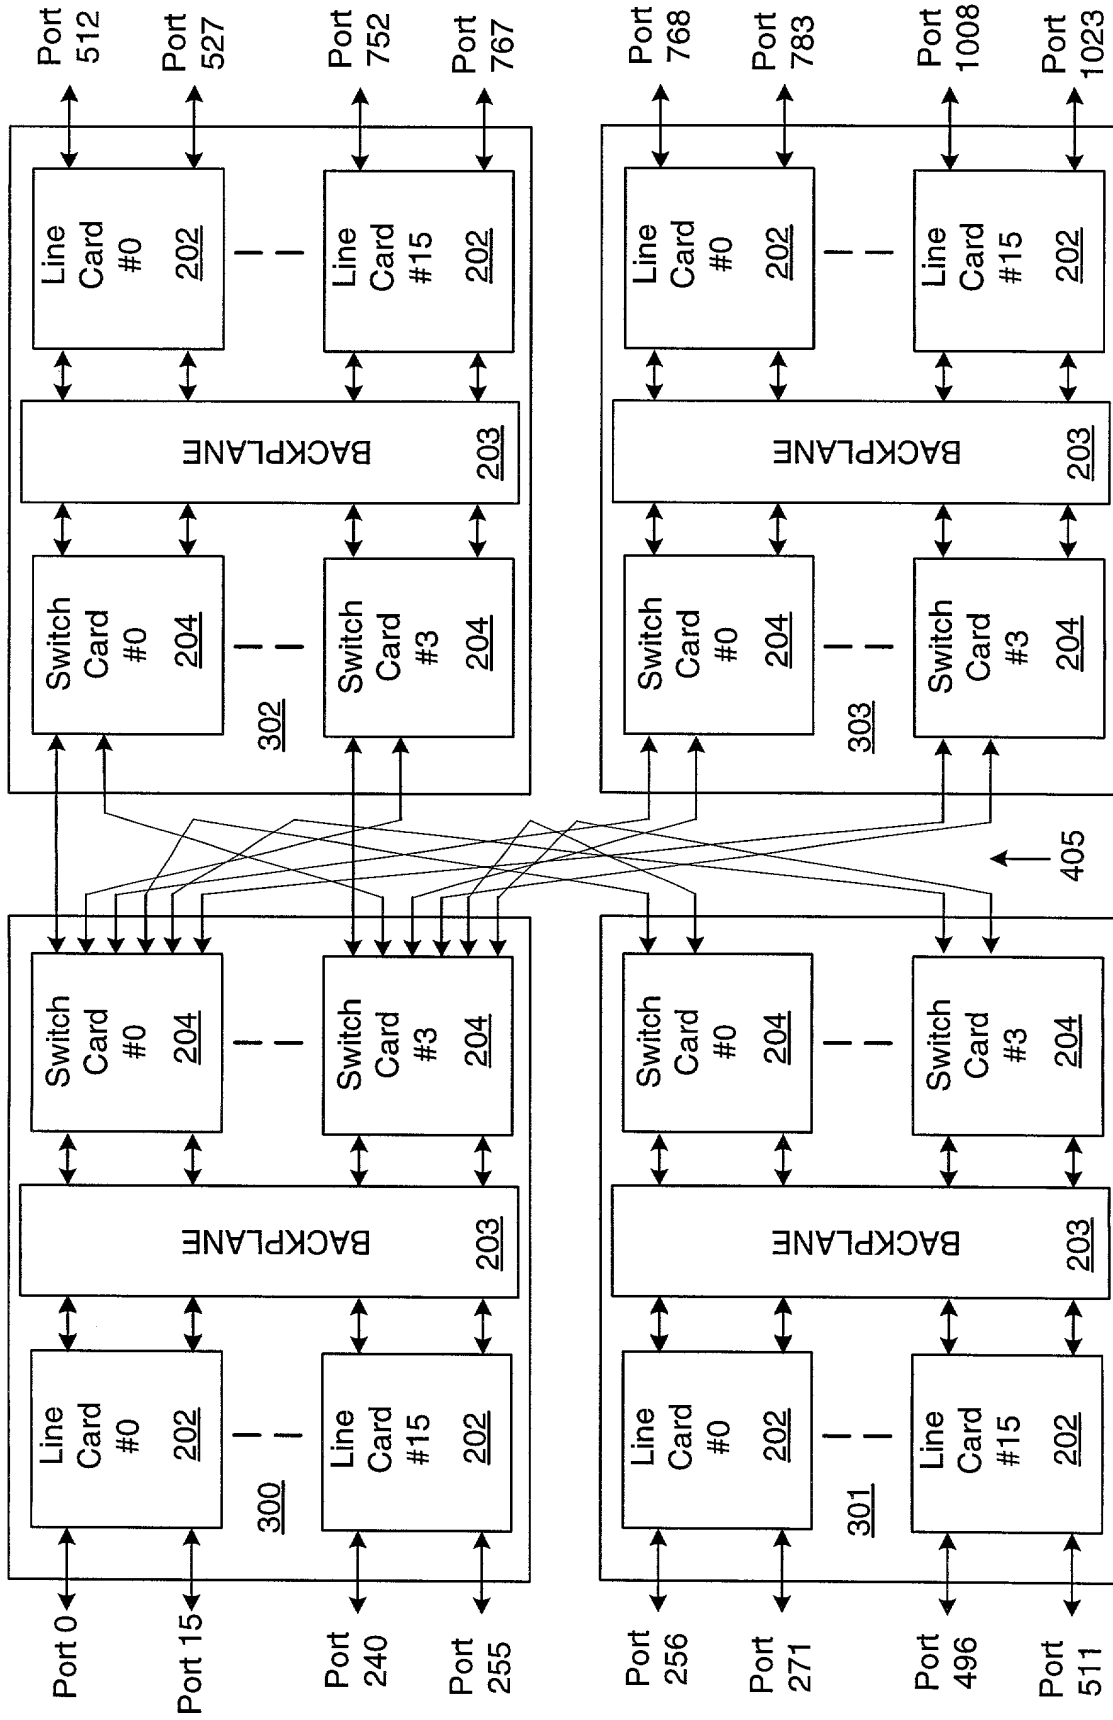 Port
512
Port
527
Port
752
Port
767
Line
Card
#0
202
Line
Card
#15
202
BACKPLANE
203
Switch
Card
#0
204
Switch
Card
#3
204
302
Port
768
Port
783
Port
1008
Port
1023
Line
Card
#0
202
Line
Card
#15
202
BACKPLANE
203
Switch
Card
#0
204
Switch
Card
#3
204
303
405
Switch
Card
#0
204
Switch
Card
#3
204
BACKPLANE
203
Line
Card
#0
202
Line
Card
#15
202
300
Port 0
Port 15
Port
240
Port
255
Switch
Card
#0
204
Switch
Card
#3
204
BACKPLANE
203
Line
Card
#0
202
Line
Card
#15
202
301
Port
256
Port
271
Port
496
Port
511